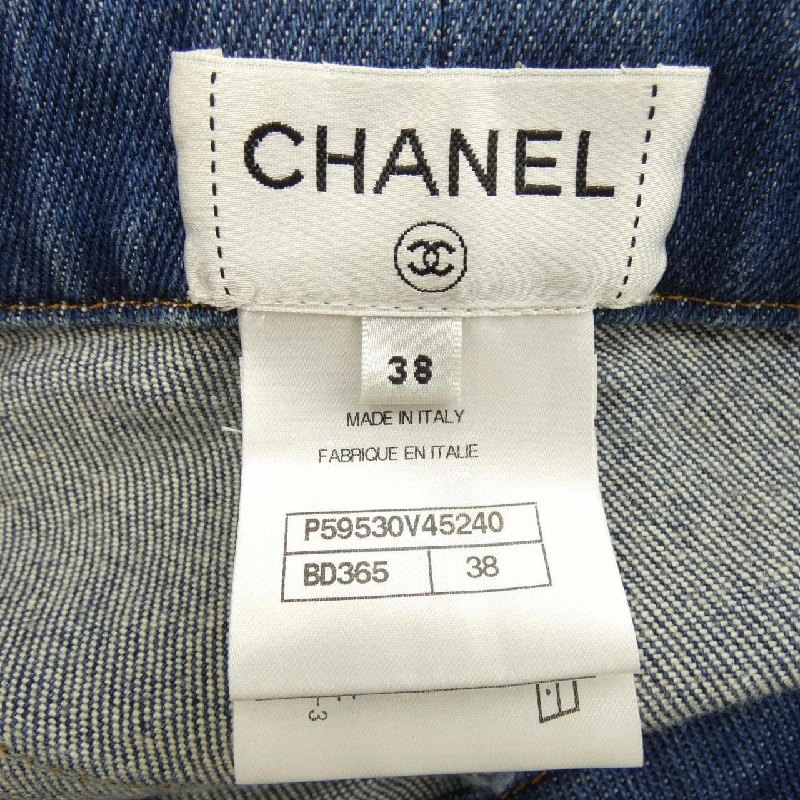 CHANEL
38
MADE IN ITALY
FABRIQUE EN ITALIE
P59530V45240
BD365 38